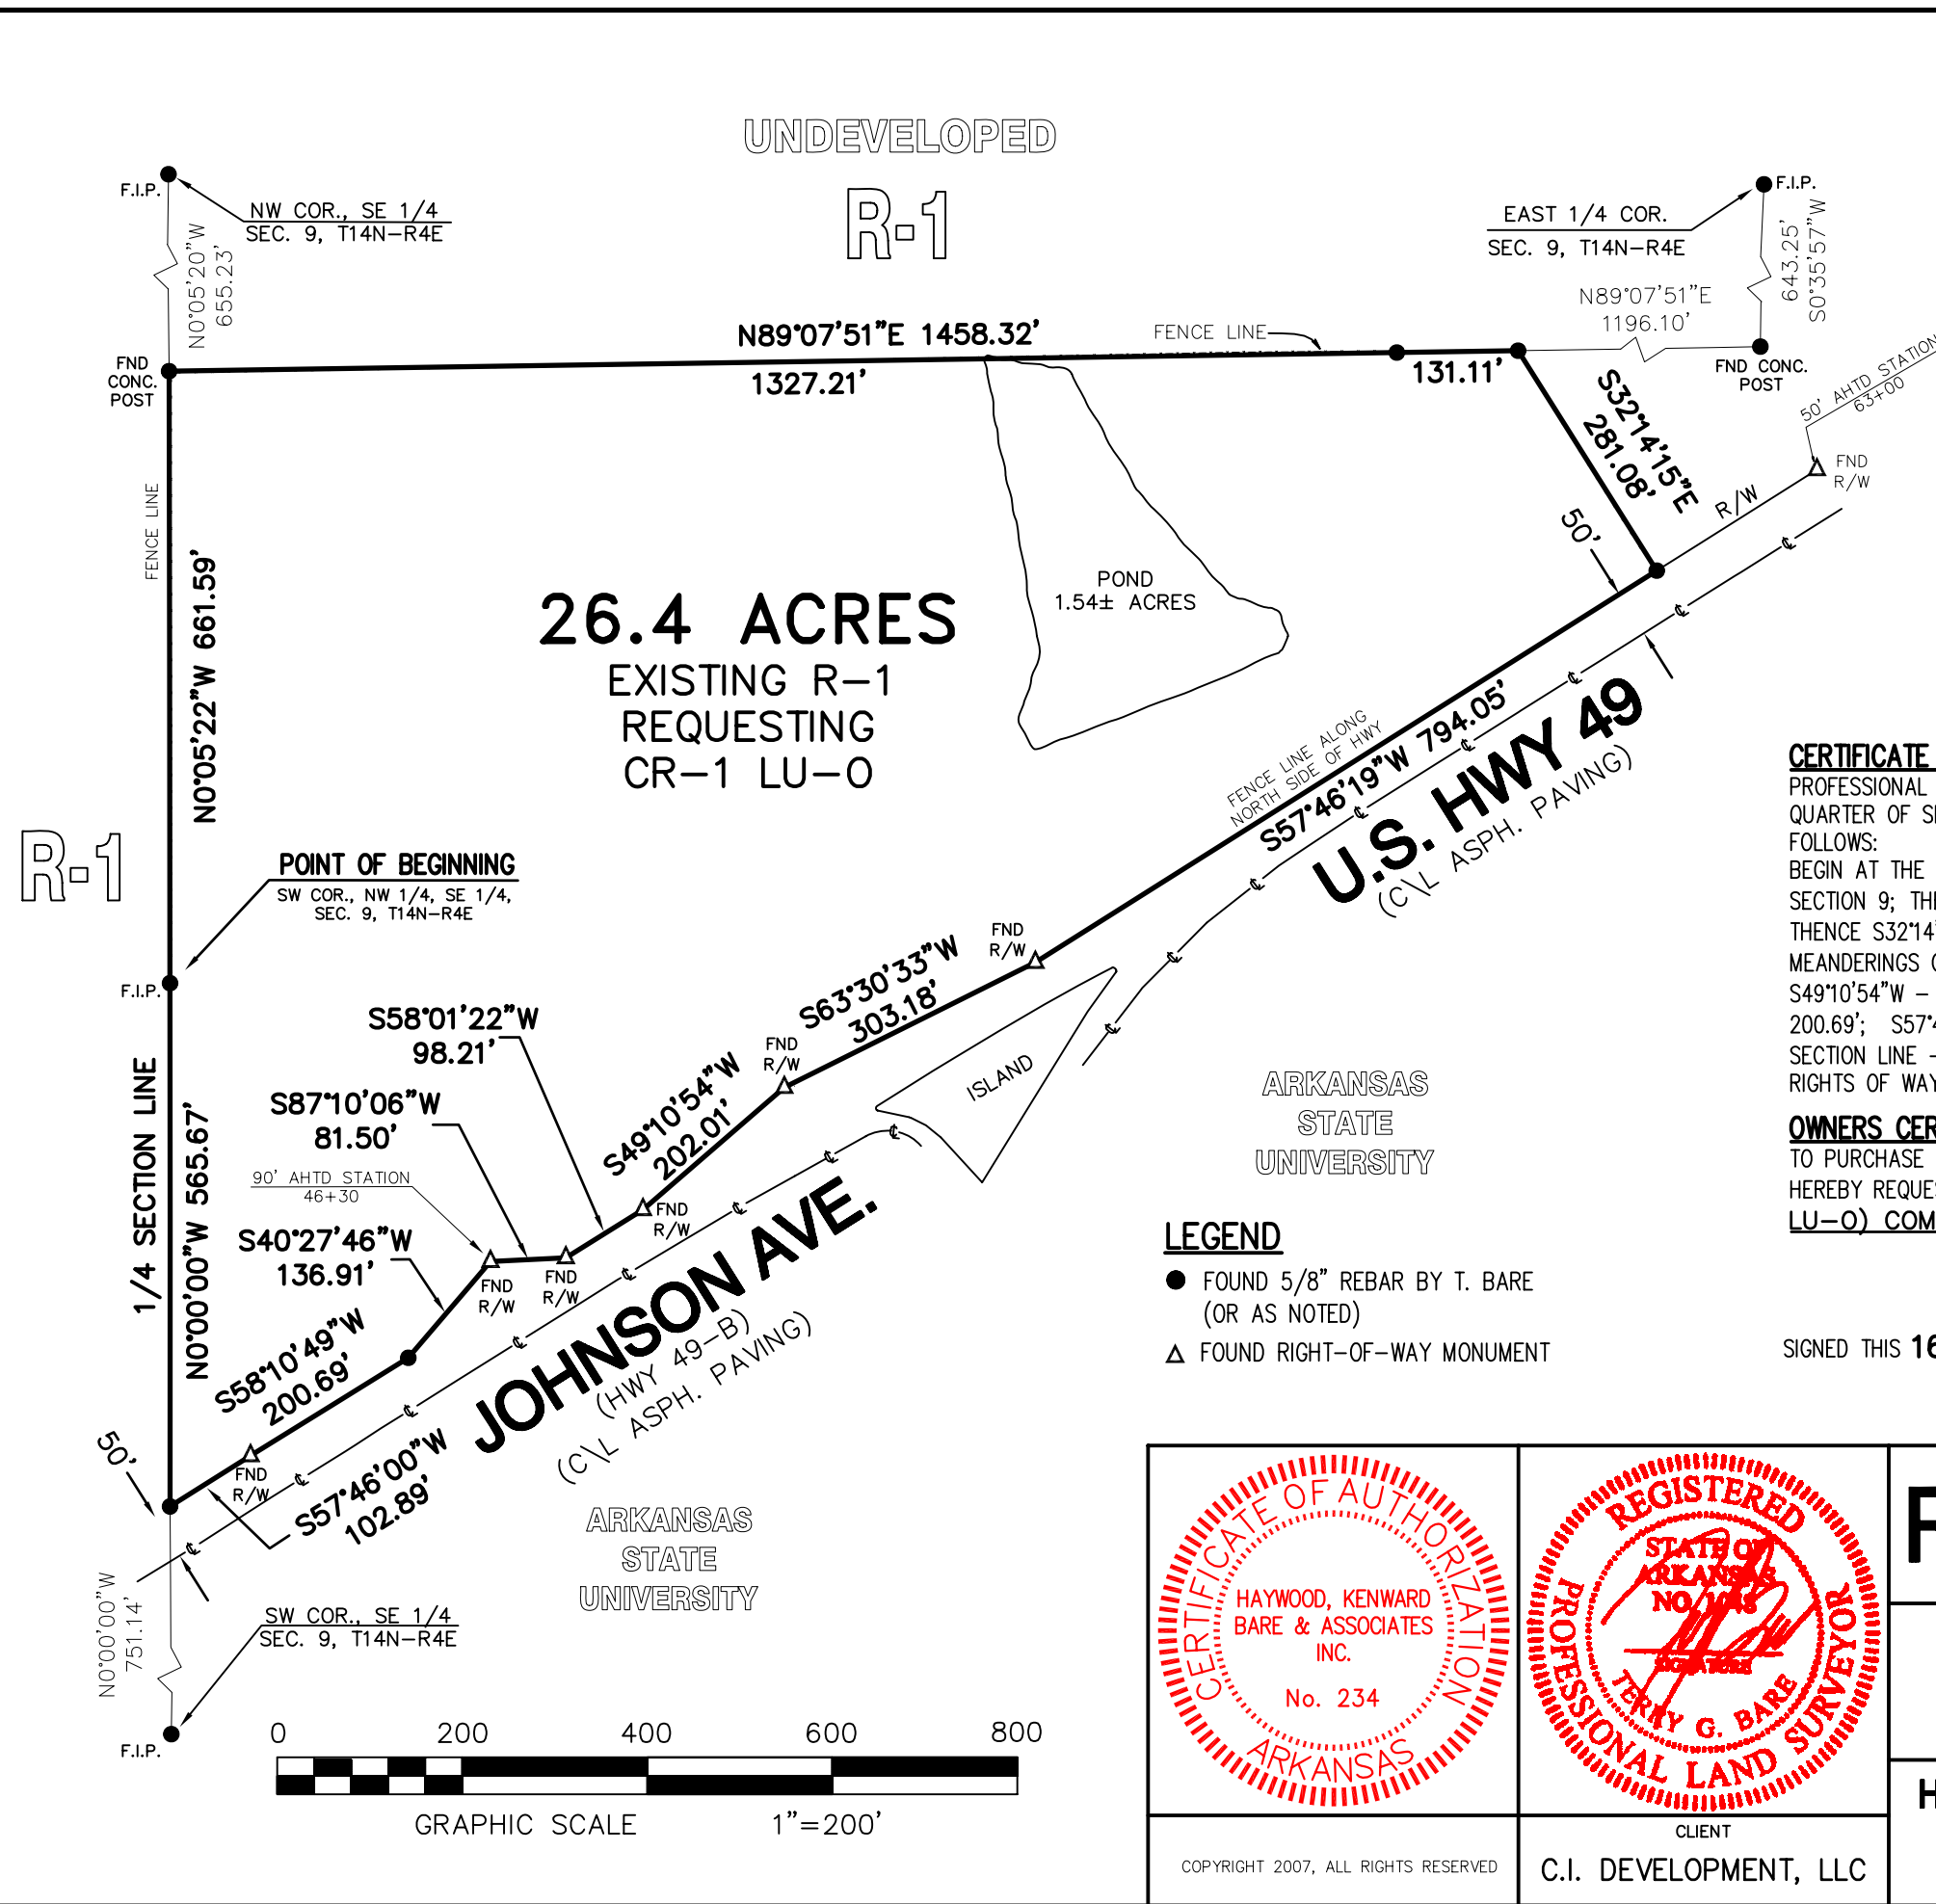 UNDEVELOPED
R-1
F.I.P.
NW COR., SE 1/4
SEC. 9, T14N-R4E
N0°05'20"W
655.23'
EAST 1/4 COR.
SEC. 9, T14N-R4E
F.I.P.
643.25'
S0°35'57"W
N89°07'51"E
1196.10'
FND CONC.
POST
50' AHTD STATION
63+00
FND
R/W
R/W
FND
CONC.
POST
N89°07'51"E 1458.32'
1327.21'
FENCE LINE
131.11'
S32°14'15"E
281.08'
50'
FENCE LINE
N0°05'22"W 661.59'
POND
1.54± ACRES
26.4 ACRES
EXISTING R-1
REQUESTING
CR-1 LU-O
FENCE LINE ALONG
NORTH SIDE OF HWY
S57°46'19"W 794.05'
U.S. HWY 49
(C\L ASPH. PAVING)
R-1
POINT OF BEGINNING
SW COR., NW 1/4, SE 1/4,
SEC. 9, T14N-R4E
F.I.P.
FND
R/W
S63°30'33"W
303.18'
FND
R/W
S58°01'22"W
98.21'
S49°10'54"W
202.01'
ISLAND
S87°10'06"W
81.50'
90' AHTD STATION
46+30
S40°27'46"W
136.91'
FND
R/W
FND
R/W
FND
R/W
1/4 SECTION LINE
N0°00'00"W 565.67'
S58°10'49"W
200.69'
JOHNSON AVE.
(HWY 49-B)
(C\L ASPH. PAVING)
50'
FND
R/W
S57°46'00"W
102.89'
ARKANSAS
STATE
UNIVERSITY
ARKANSAS
STATE
UNIVERSITY
N0°00'00"W
751.14'
SW COR., SE 1/4
SEC. 9, T14N-R4E
F.I.P.
0 200 400 600 800
GRAPHIC SCALE 1"=200'
LEGEND
FOUND 5/8" REBAR BY T. BARE
(OR AS NOTED)
FOUND RIGHT-OF-WAY MONUMENT
CERTIFICATE
PROFESSIONAL
QUARTER OF
FOLLOWS:
BEGIN AT THE
SECTION 9;
THENCE S32°14'
MEANDERINGS
S49°10'54"W -
200.69'; S57°
SECTION LINE -
RIGHTS OF WAY
OWNERS
TO PURCHASE
HEREBY
LU-O)
SIGNED THIS 16
CERTIFICATE OF AUTHORIZATION
HAYWOOD, KENWARD
BARE & ASSOCIATES
INC.
No. 234
ARKANSAS
REGISTERED
STATE OF
ARKANSAS
SIGNATURE
TERRY G. BARE
PROFESSIONAL LAND SURVEYOR
COPYRIGHT 2007, ALL RIGHTS RESERVED
CLIENT
C.I. DEVELOPMENT, LLC